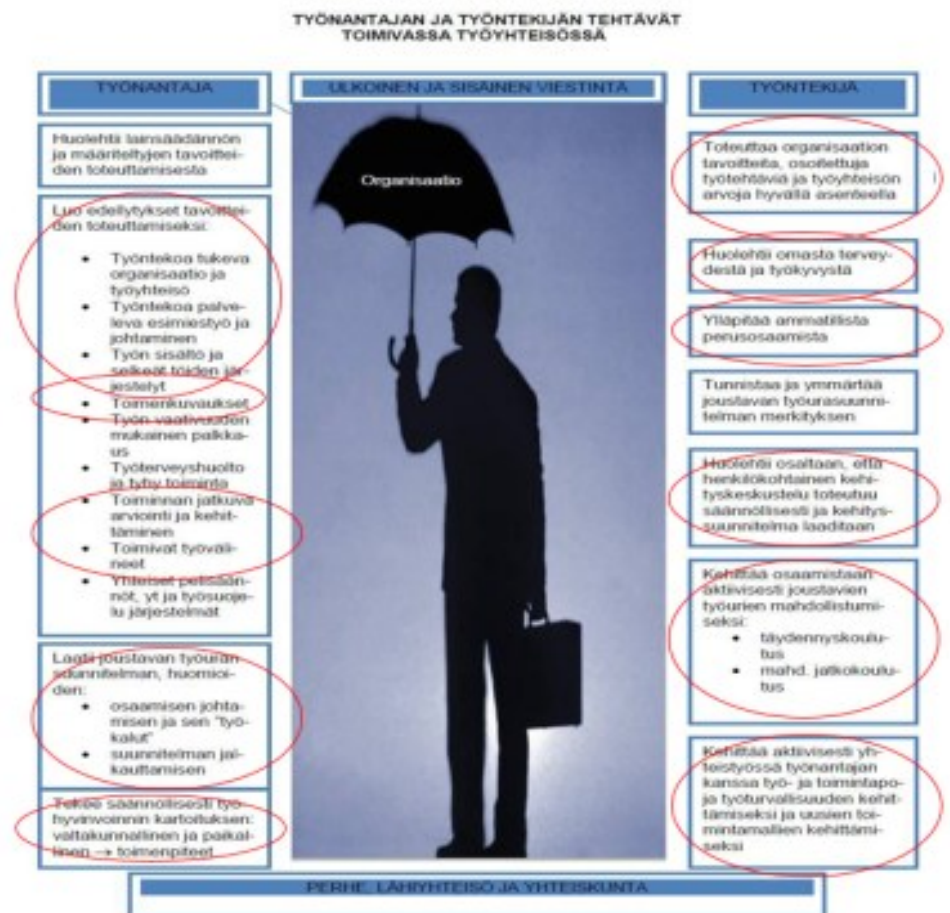 TYÖNANTAJAN JA TYÖNTEKIJÄN TEHTÄVÄT
TOIMIVASSA TYÖYHTEISÖSSÄ
TYÖNANTAJA
Huolehtii lainsäädännön
ja määriteltyjen tavoittei-
den toteuttamisesta
Luo edellytykset tavoittei-
den toteuttamiseksi:
• Työntekoa tukeva
organisaatio ja
työyhteisö
• Työntekoa palve-
leva esimiestyö ja
johtaminen
• Työn sisältö ja
selkeät töiden jär-
jestelyt
• Toimenkuvaukset
• Työn vaativuuden
mukainen palkka-
us
• Työterveyshuolto
ja tyhy toiminta
• Toiminnan jatkuva
arviointi ja kehit-
täminen
• Toimivat työväli-
neet
• Yhteiset pelisään-
nöt, yt ja työsuoje-
lu järjestelmät
Laatii joustavan työuran
suunnitelman, huomioi-
den:
• osaamisen johta-
misen ja sen "työ-
kalut"
• suunnitelman jal-
kauttamisen
Tekee säännöllisesti työ-
hyvinvoinnin kartoituksen:
valtakunnallinen ja paikal-
linen → toimenpiteet
ULKOINEN JA SISÄINEN VIESTINTÄ
Organisaatio
TYÖNTEKIJÄ
Toteuttaa organisaation
tavoitteita, osoitettuja
työtehtäviä ja työyhteisön
arvoja hyvällä asenteella
Huolehtii omasta tervey-
destä ja työkyvystä
Ylläpitää ammatillista
perusosaamista
Tunnistaa ja ymmärtää
joustavan työurasuunni-
telman merkityksen
Huolehtii osaltaan, että
henkilökohtainen kehi-
tyskeskustelu toteutuu
säännöllisesti ja kehitys-
suunnitelma laaditaan
Kehittää osaamistaan
aktiivisesti joustavien
työurien mahdollistumi-
seksi:
• täydennyskoulu-
tus
• mahd. jatkokoulu-
tus
Kehittää aktiivisesti yh-
teistyössä työnantajan
kanssa työ- ja toimintapo-
ja työturvallisuuden kehit-
tämiseksi ja uusien toi-
mintamallien kehittämi-
seksi
PERHE, LÄHIYHTEISÖ JA YHTEISKUNTA